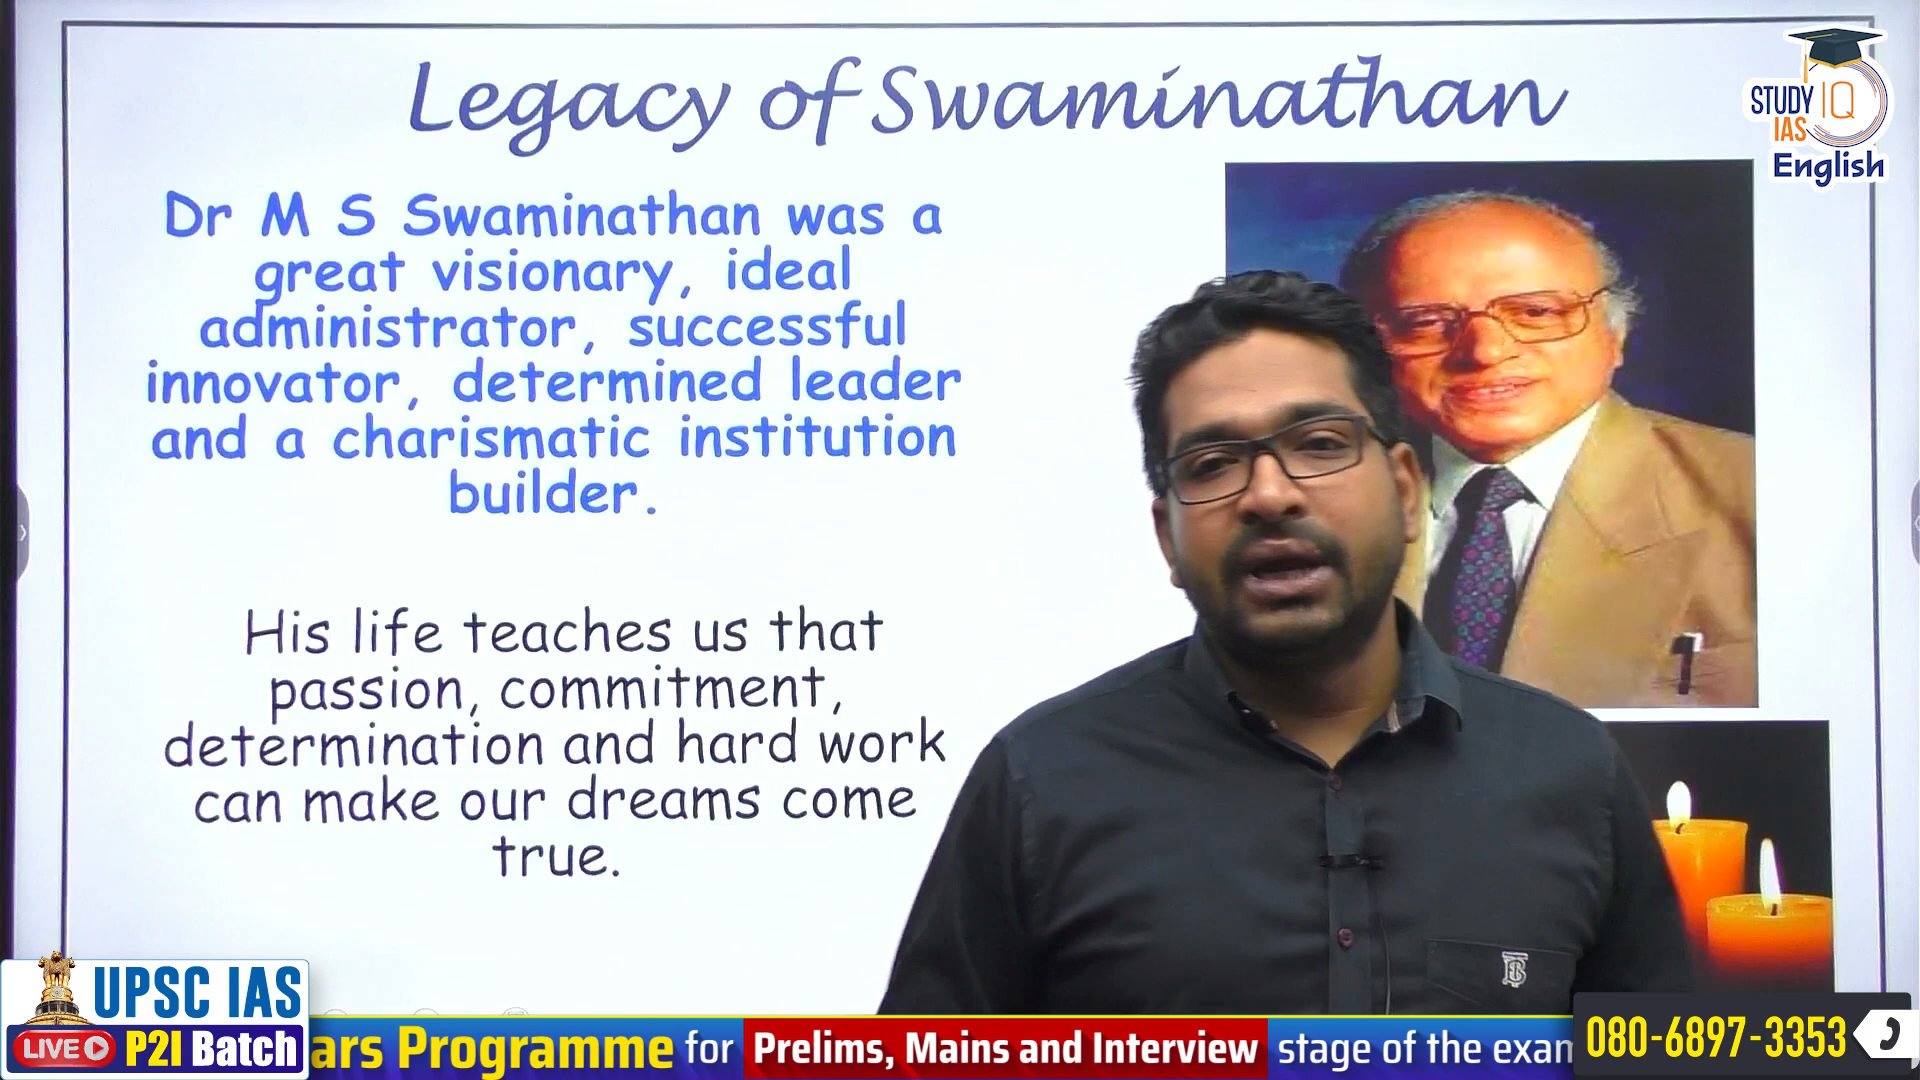 Legacy of Swaminathan
STUDY IQ
IAS
English
Dr M S Swaminathan was a
great visionary, ideal
administrator, successful
innovator, determined leader
and a charismatic institution
builder.
His life teaches us that
passion, commitment,
determination and hard work
can make our dreams come
true.
UPSC IAS
LIVE P2I Batch
ars Programme for Prelims, Mains and Interview stage of the exam
080-6897-3353